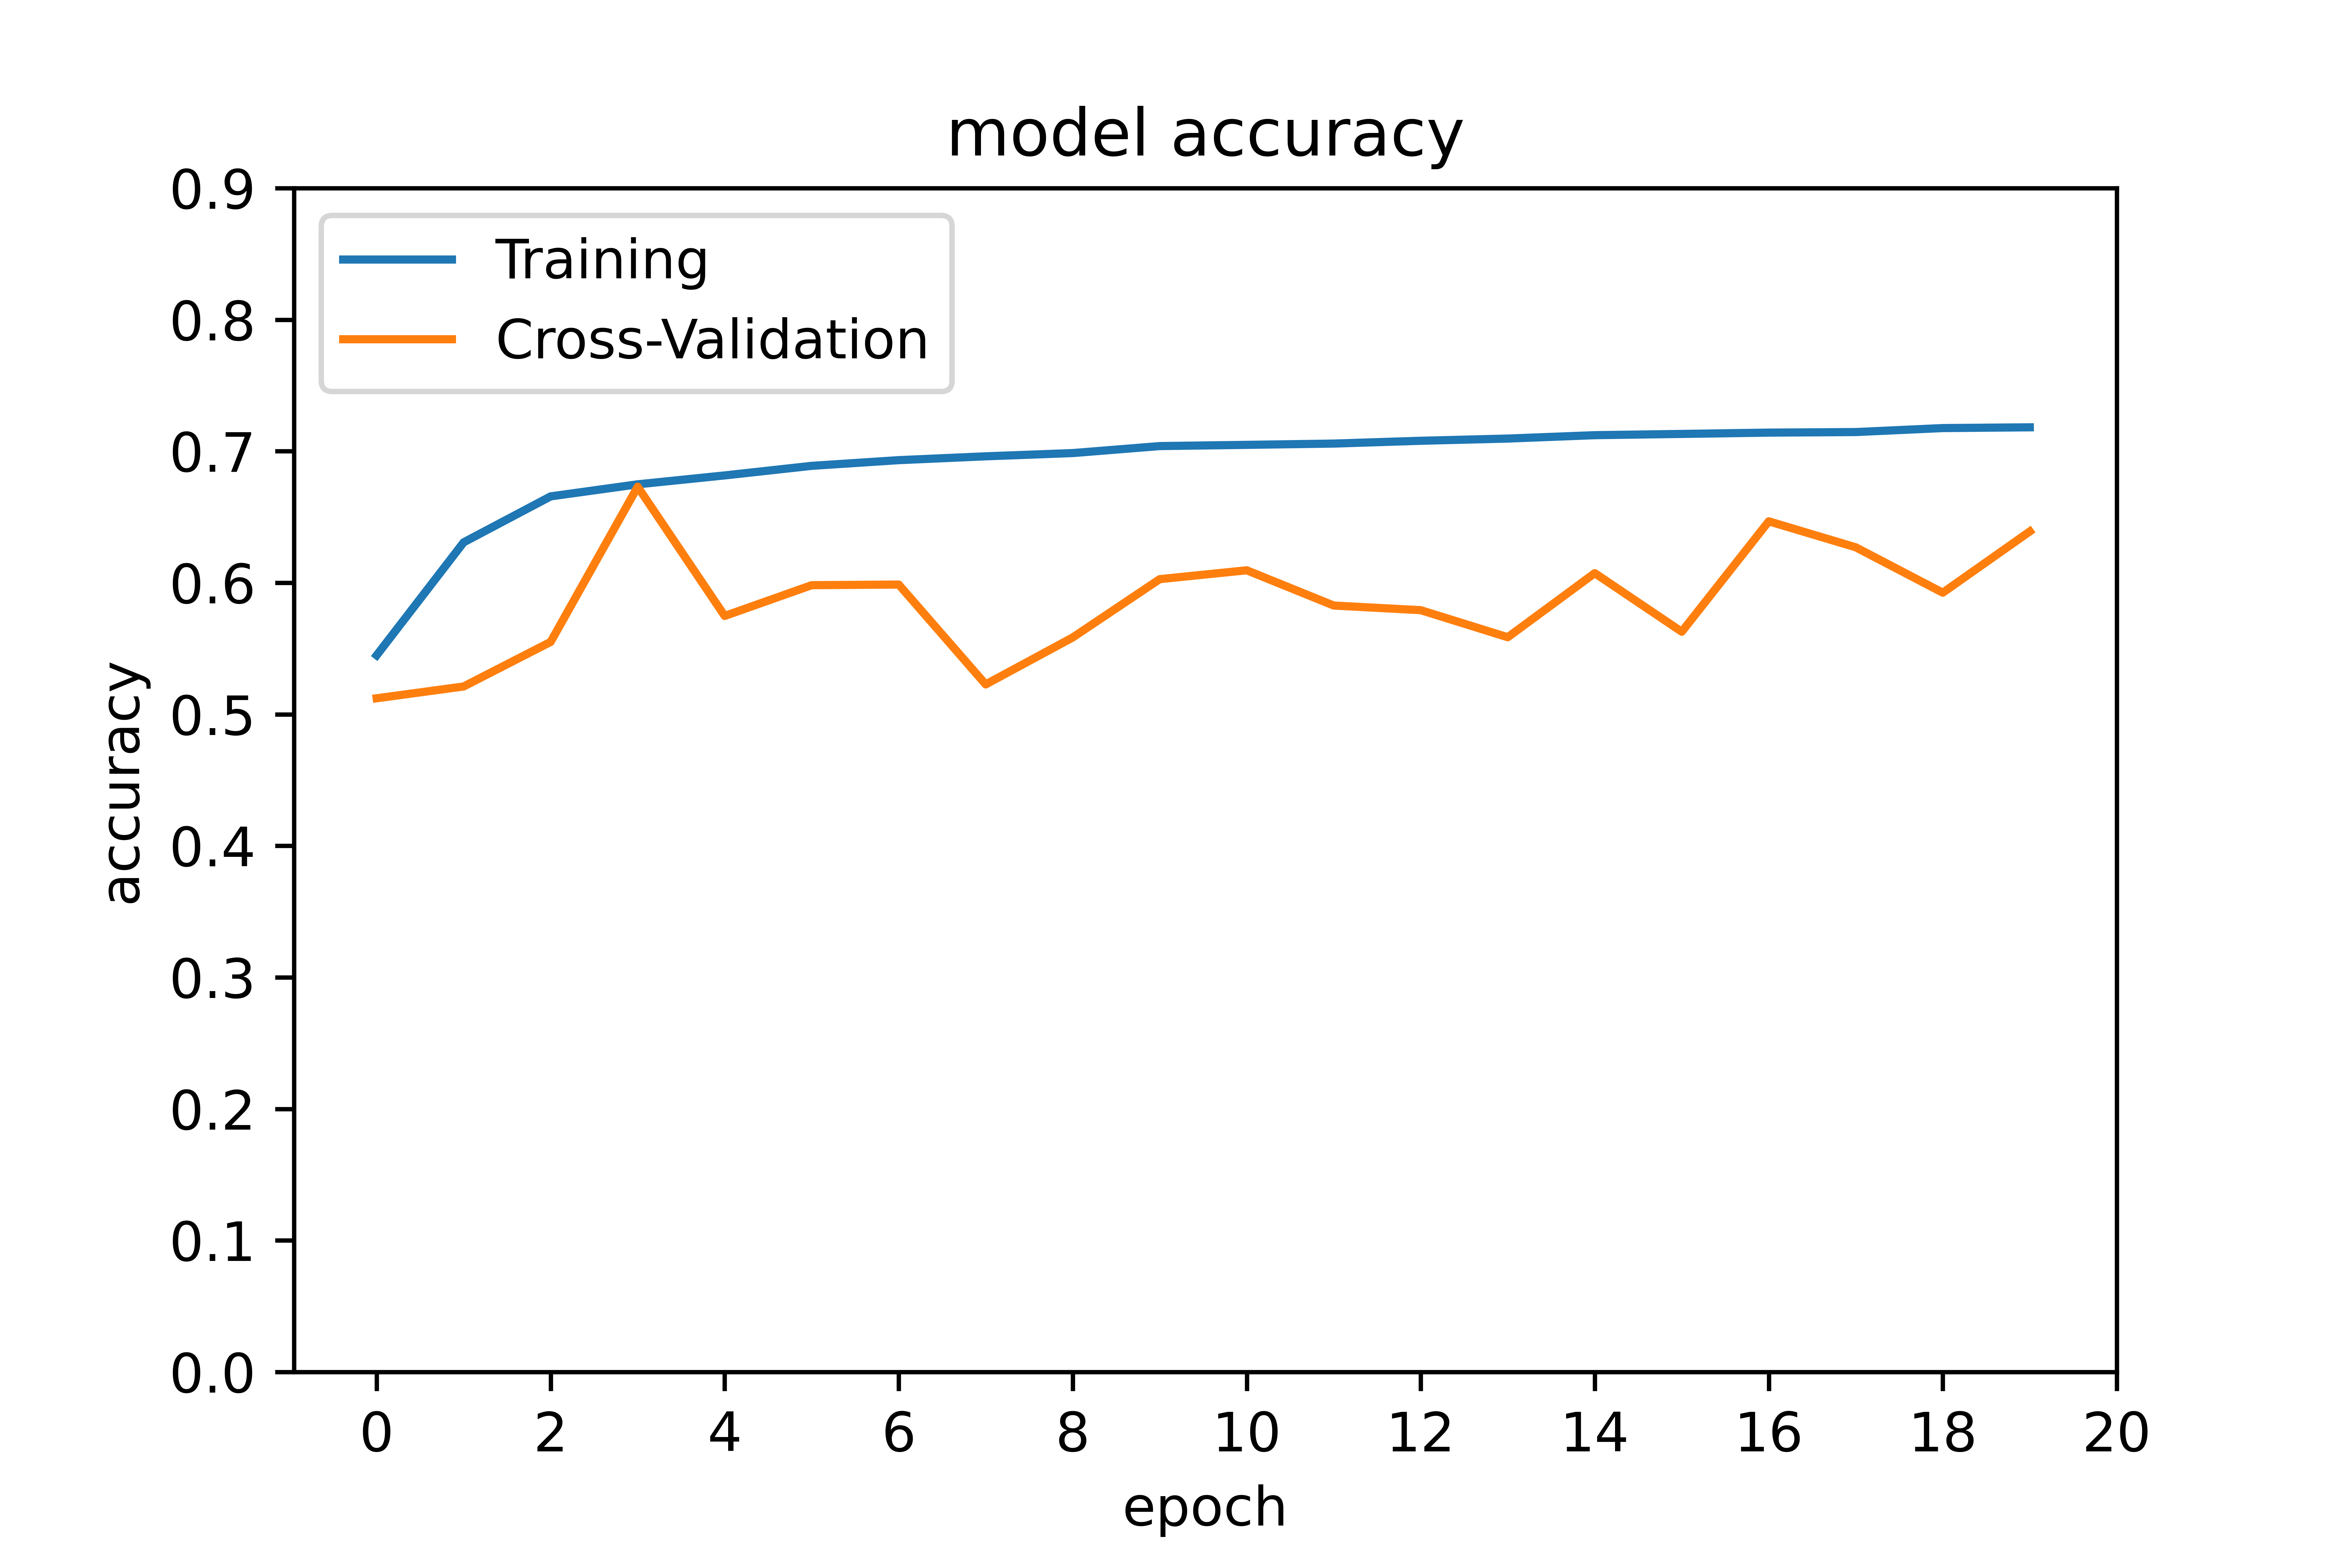 model accuracy
Training
Cross-Validation
0.9
0.8
0.7
0.6
0.5
0.4
0.3
0.2
0.1
0.0
accuracy
0 2 4 6 8 10 12 14 16 18 20
epoch